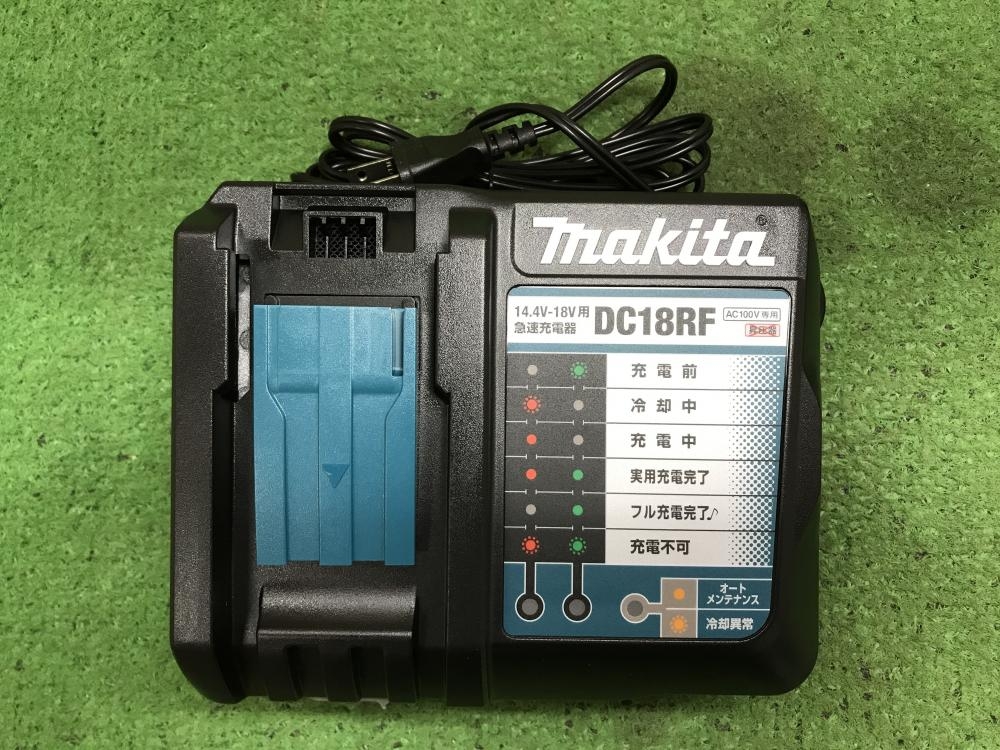 makita®
14.4V-18V用
急速充電器
DC18RF
AC100V専用
昇圧器
充電前
冷却中
充電中
実用充電完了
フル充電完了♪
充電不可
オート
メンテナンス
冷却異常